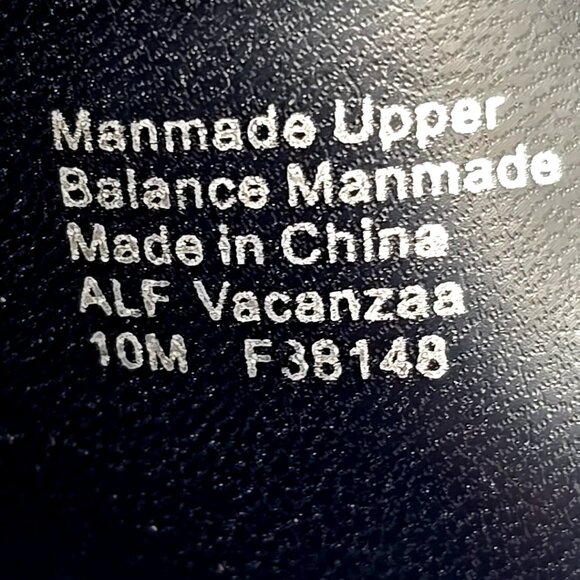 Manmade Upper
Balance Manmade
Made in China
ALF Vacanzaa
10M F38148